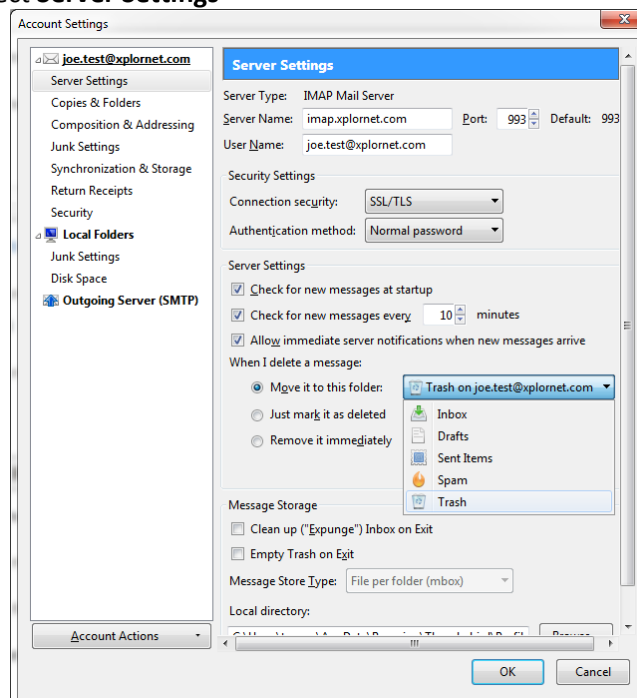 Server Settings
Account Settings
joe.test@xplornet.com
Server Settings
Copies & Folders
Composition & Addressing
Junk Settings
Synchronization & Storage
Return Receipts
Security
Local Folders
Junk Settings
Disk Space
Outgoing Server (SMTP)
Account Actions
Server Settings
Server Type: IMAP Mail Server
Server Name: imap.xplornet.com Port: 993 Default: 993
User Name: joe.test@xplornet.com
Security Settings
Connection security: SSL/TLS
Authentication method: Normal password
Server Settings
Check for new messages at startup
Check for new messages every 10 minutes
Allow immediate server notifications when new messages arrive
When I delete a message:
Move it to this folder: Trash on joe.test@xplornet.com
Just mark it as deleted
Remove it immediately
Inbox
Drafts
Sent Items
Spam
Trash
Message Storage
Clean up ("Expunge") Inbox on Exit
Empty Trash on Exit
Message Store Type: File per folder (mbox)
Local directory:
OK Cancel